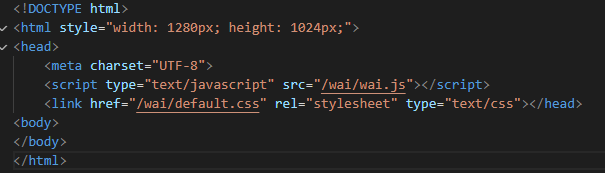 <!DOCTYPE html>
<html style="width: 1280px; height: 1024px;">
<head>
    <meta charset="UTF-8">
    <script type="text/javascript" src="/wai/wai.js"></script>
    <link href="/wai/default.css" rel="stylesheet" type="text/css"></head>
<body>
</body>
</html>